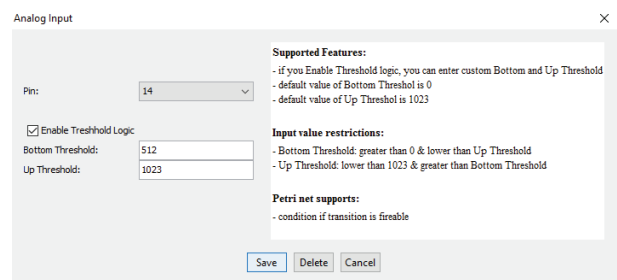 Analog Input
Supported Features:
- if you Enable Threshold logic, you can enter custom Bottom and Up Threshold
- default value of Bottom Threshol is 0
- default value of Up Threshol is 1023
Input value restrictions:
- Bottom Threshold: greater than 0 & lower than Up Threshold
- Up Threshold: lower than 1023 & greater than Bottom Threshold
Petri net supports:
- condition if transition is fireable
Pin: 14
Enable Treshhold Logic
Bottom Threshold: 512
Up Threshold: 1023
Save Delete Cancel